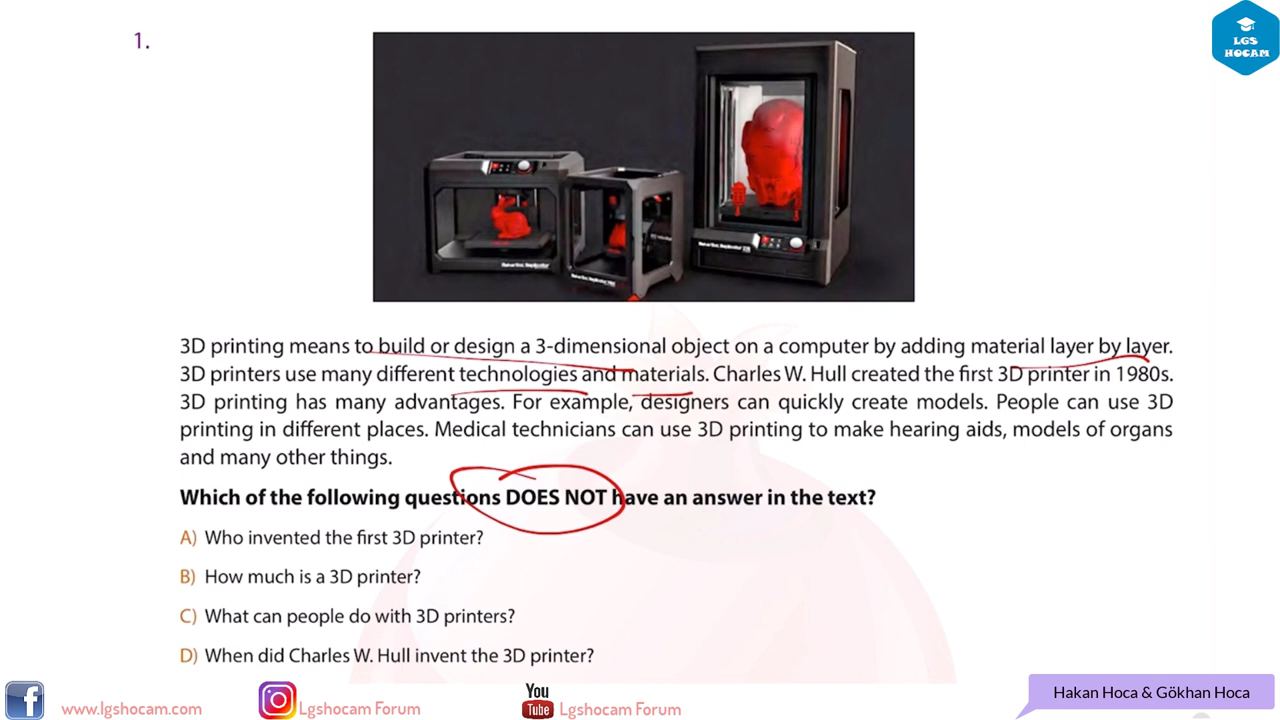 1.
LGS
HOCAM
3D printing means to build or design a 3-dimensional object on a computer by adding material layer by layer.
3D printers use many different technologies and materials. Charles W. Hull created the first 3D printer in 1980s.
3D printing has many advantages. For example, designers can quickly create models. People can use 3D
printing in different places. Medical technicians can use 3D printing to make hearing aids, models of organs
and many other things.
Which of the following questions DOES NOT have an answer in the text?
A) Who invented the first 3D printer?
B) How much is a 3D printer?
C) What can people do with 3D printers?
D) When did Charles W. Hull invent the 3D printer?
www.lgshocam.com
Lgshocam Forum
You
Tube
Lgshocam Forum
Hakan Hoca & Gökhan Hoca